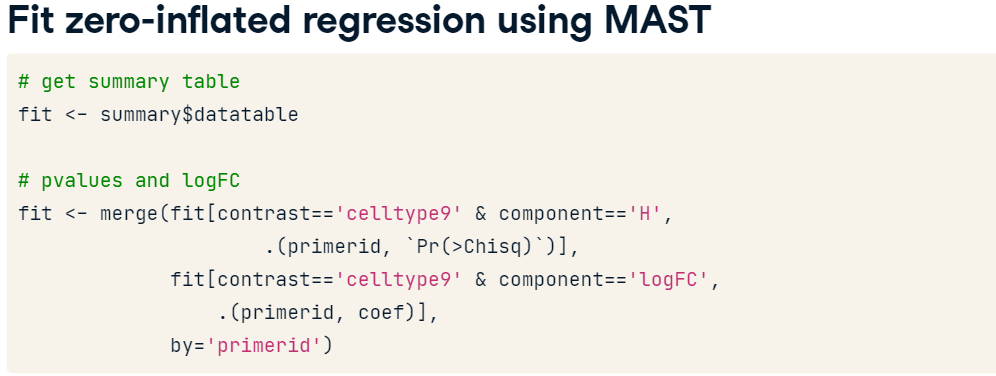 Fit zero-inflated regression using MAST
# get summary table
fit <- summary$datatable
# pvalues and logFC
fit <- merge(fit[contrast=='celltype9' & component=='H',
.(primerid, `Pr(>Chisq)`)],
fit[contrast=='celltype9' & component=='logFC',
.(primerid, coef)],
by='primerid')